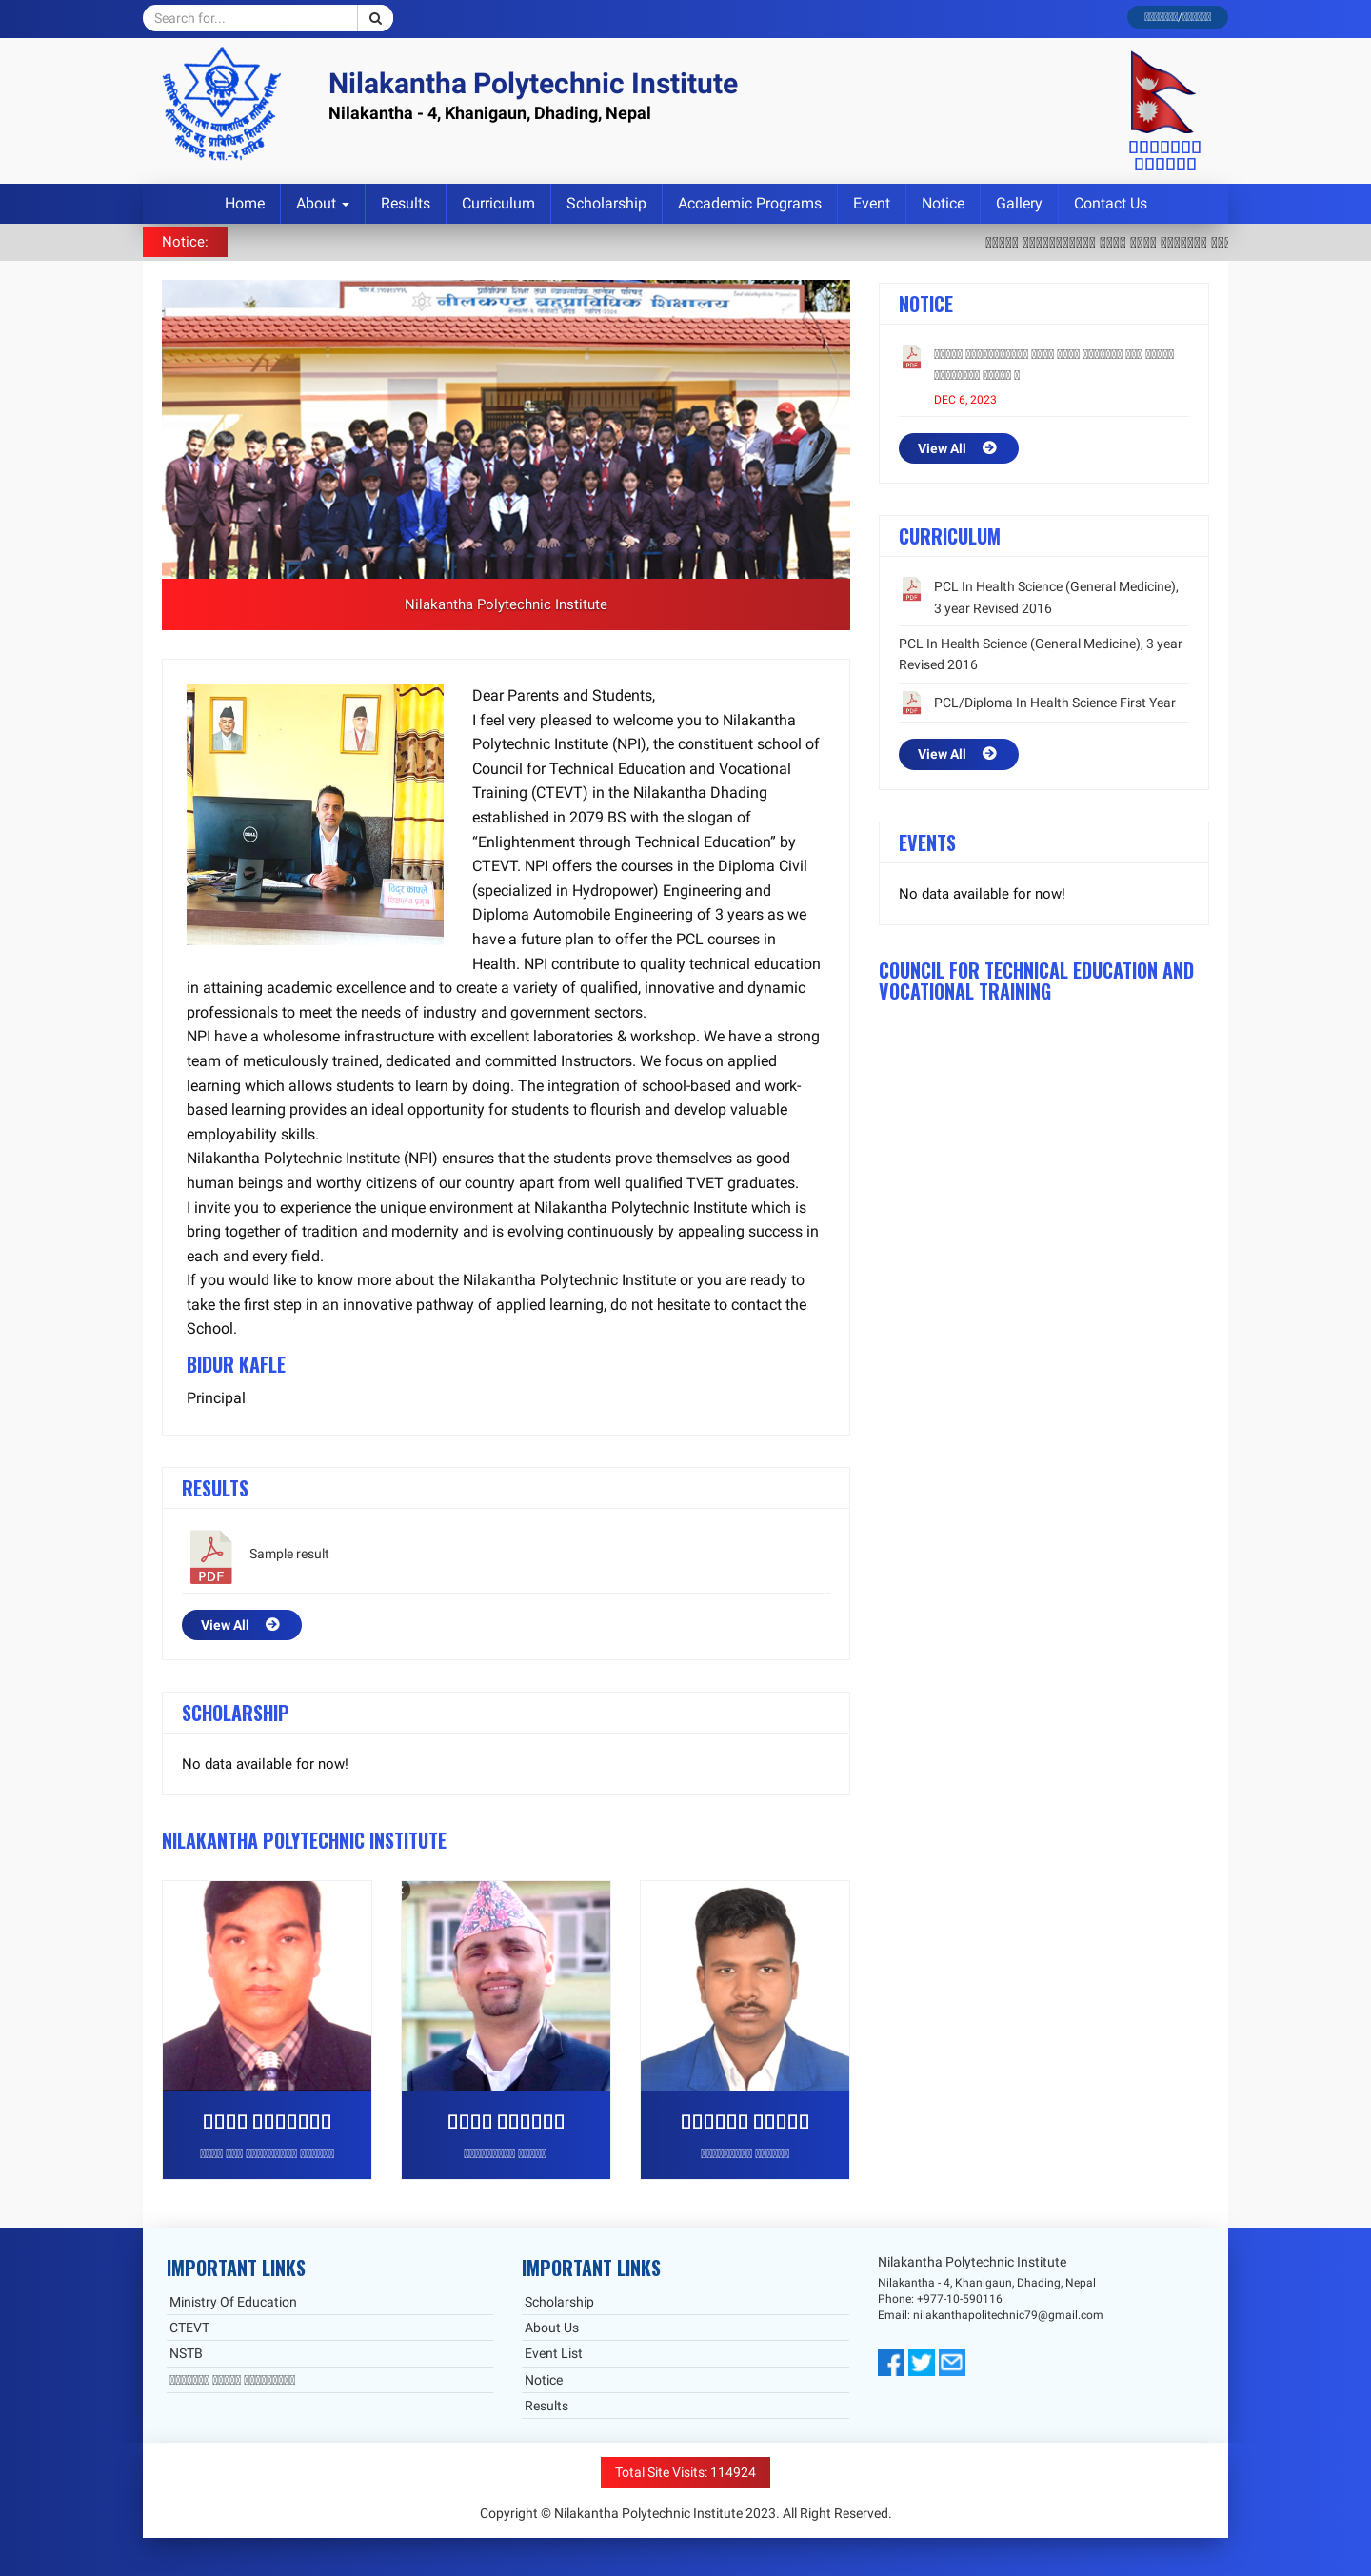 Search for...
Nilakantha Polytechnic Institute
Nilakantha - 4, Khanigaun, Dhading, Nepal
Home
About
Results
Curriculum
Scholarship
Accademic Programs
Event
Notice
Gallery
Contact Us
Notice:
नीलकण्ठ बहुप्राविधिक शिक्षालय
Nilakantha Polytechnic Institute
Dear Parents and Students,
I feel very pleased to welcome you to Nilakantha
Polytechnic Institute (NPI), the constituent school of
Council for Technical Education and Vocational
Training (CTEVT) in the Nilakantha Dhading
established in 2079 BS with the slogan of
“Enlightenment through Technical Education” by
CTEVT. NPI offers the courses in the Diploma Civil
(specialized in Hydropower) Engineering and
Diploma Automobile Engineering of 3 years as we
have a future plan to offer the PCL courses in
Health. NPI contribute to quality technical education
in attaining academic excellence and to create a variety of qualified, innovative and dynamic
professionals to meet the needs of industry and government sectors.
NPI have a wholesome infrastructure with excellent laboratories & workshop. We have a strong
team of meticulously trained, dedicated and committed Instructors. We focus on applied
learning which allows students to learn by doing. The integration of school-based and work-
based learning provides an ideal opportunity for students to flourish and develop valuable
employability skills.
Nilakantha Polytechnic Institute (NPI) ensures that the students prove themselves as good
human beings and worthy citizens of our country apart from well qualified TVET graduates.
I invite you to experience the unique environment at Nilakantha Polytechnic Institute which is
bring together of tradition and modernity and is evolving continuously by appealing success in
each and every field.
If you would like to know more about the Nilakantha Polytechnic Institute or you are ready to
take the first step in an innovative pathway of applied learning, do not hesitate to contact the
School.
BIDUR KAFLE
Principal
RESULTS
PDF
Sample result
View All
SCHOLARSHIP
No data available for now!
NILAKANTHA POLYTECHNIC INSTITUTE
NOTICE
PDF
DEC 6, 2023
View All
CURRICULUM
PDF
PCL In Health Science (General Medicine),
3 year Revised 2016
PCL In Health Science (General Medicine), 3 year
Revised 2016
PDF
PCL/Diploma In Health Science First Year
View All
EVENTS
No data available for now!
COUNCIL FOR TECHNICAL EDUCATION AND
VOCATIONAL TRAINING
IMPORTANT LINKS
Ministry Of Education
CTEVT
NSTB
IMPORTANT LINKS
Scholarship
About Us
Event List
Notice
Results
Nilakantha Polytechnic Institute
Nilakantha - 4, Khanigaun, Dhading, Nepal
Phone: +977-10-590116
Email: nilakanthapolitechnic79@gmail.com
Total Site Visits: 114924
Copyright © Nilakantha Polytechnic Institute 2023. All Right Reserved.